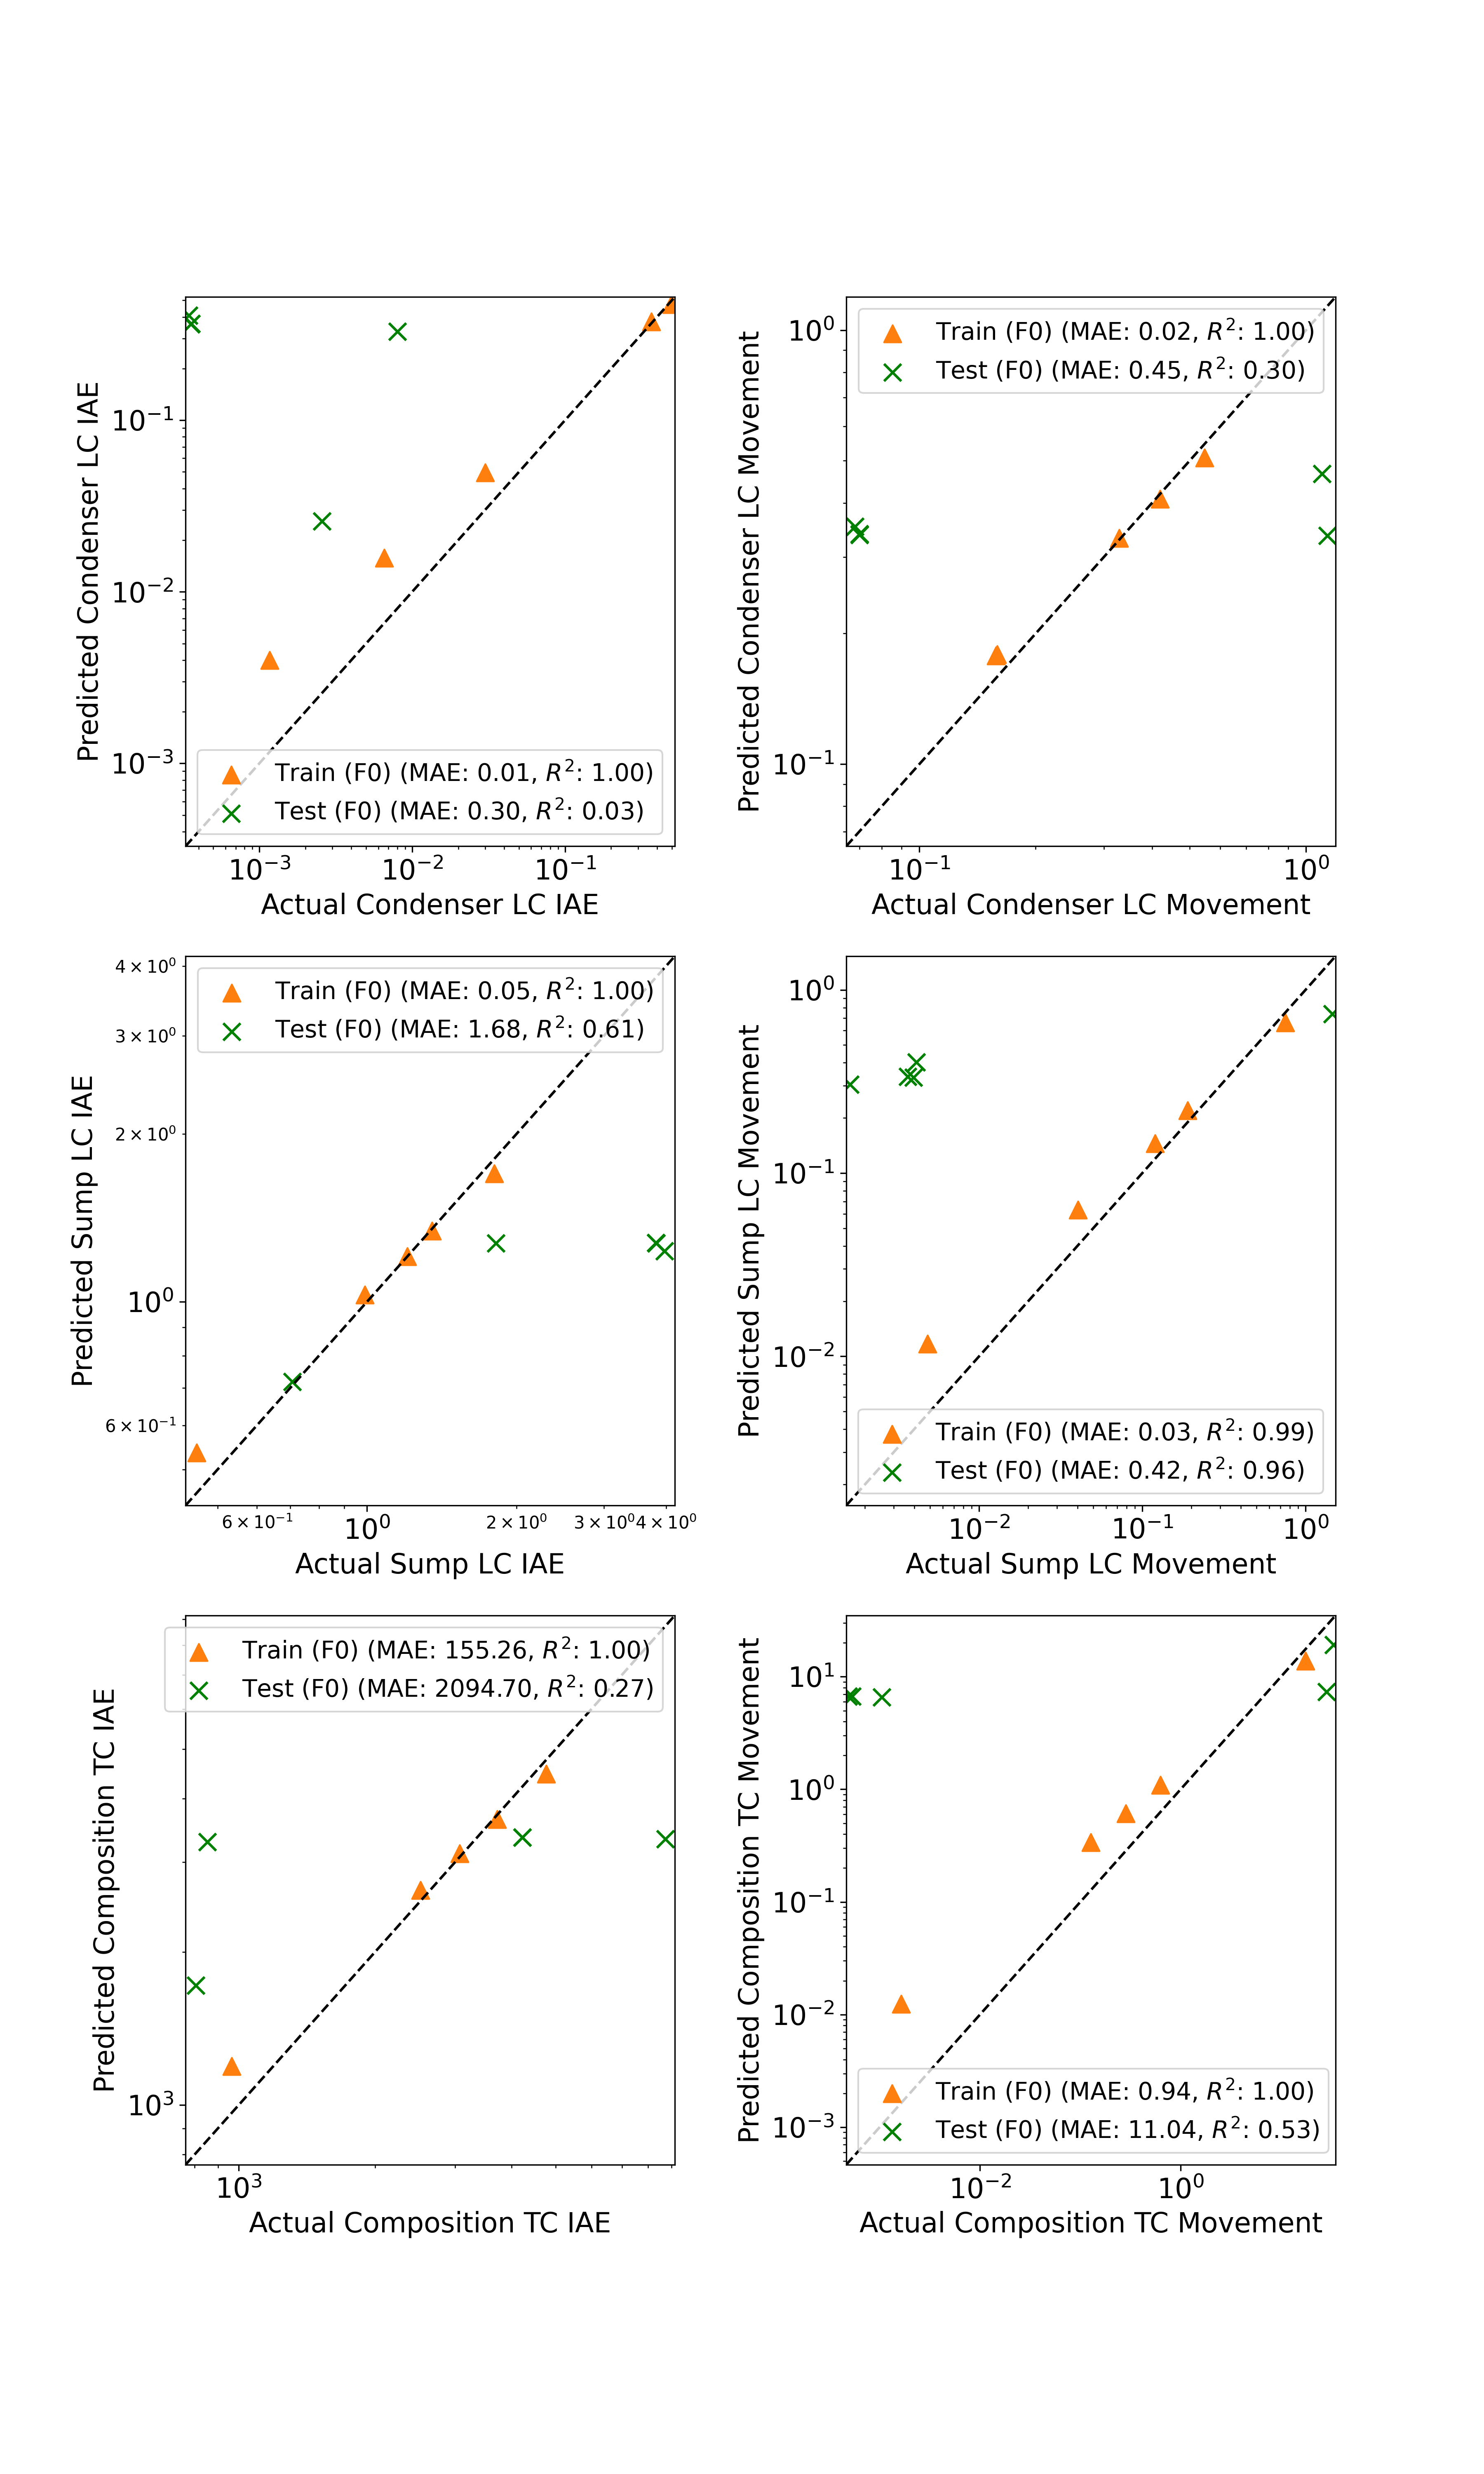 Predicted Condenser LC IAE
10⁻¹
10⁻²
10⁻³
Train (F0) (MAE: 0.01, R²: 1.00)
Test (F0) (MAE: 0.30, R²: 0.03)
10⁻³ 10⁻² 10⁻¹
Actual Condenser LC IAE
Predicted Condenser LC Movement
10⁰
10⁻¹
Train (F0) (MAE: 0.02, R²: 1.00)
Test (F0) (MAE: 0.45, R²: 0.30)
10⁻¹ 10⁰
Actual Condenser LC Movement
Predicted Sump LC IAE
4 × 10⁰
3 × 10⁰
2 × 10⁰
10⁰
6 × 10⁻¹
Train (F0) (MAE: 0.05, R²: 1.00)
Test (F0) (MAE: 1.68, R²: 0.61)
6 × 10⁻¹ 10⁰ 2 × 10⁰ 3 × 10⁰ 4 × 10⁰
Actual Sump LC IAE
Predicted Sump LC Movement
10⁰
10⁻¹
10⁻²
Train (F0) (MAE: 0.03, R²: 0.99)
Test (F0) (MAE: 0.42, R²: 0.96)
10⁻² 10⁻¹ 10⁰
Actual Sump LC Movement
Predicted Composition TC IAE
10³
Train (F0) (MAE: 155.26, R²: 1.00)
Test (F0) (MAE: 2094.70, R²: 0.27)
10³
Actual Composition TC IAE
Predicted Composition TC Movement
10¹
10⁰
10⁻¹
10⁻²
10⁻³
Train (F0) (MAE: 0.94, R²: 1.00)
Test (F0) (MAE: 11.04, R²: 0.53)
10⁻² 10⁰
Actual Composition TC Movement